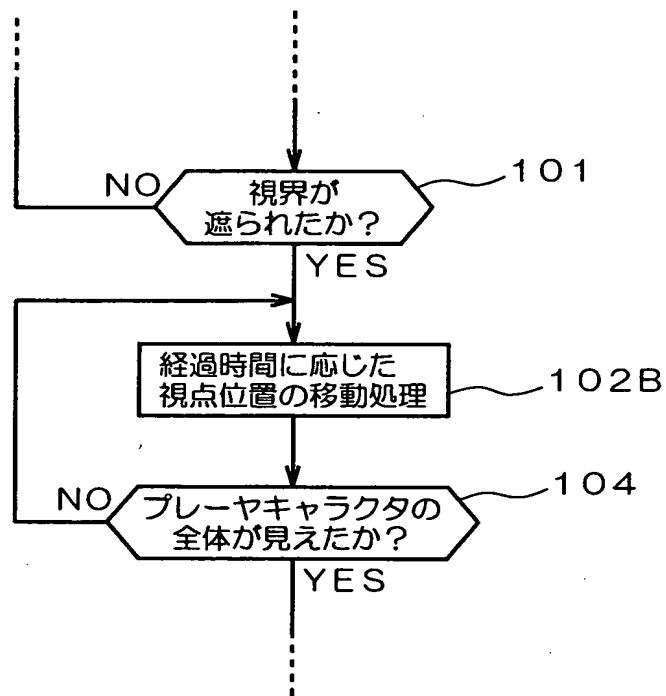 NO
視界が
遮られたか？
101
YES
経過時間に応じた
視点位置の移動処理
102B
NO
プレーヤキャラクタの
全体が見えたか？
104
YES